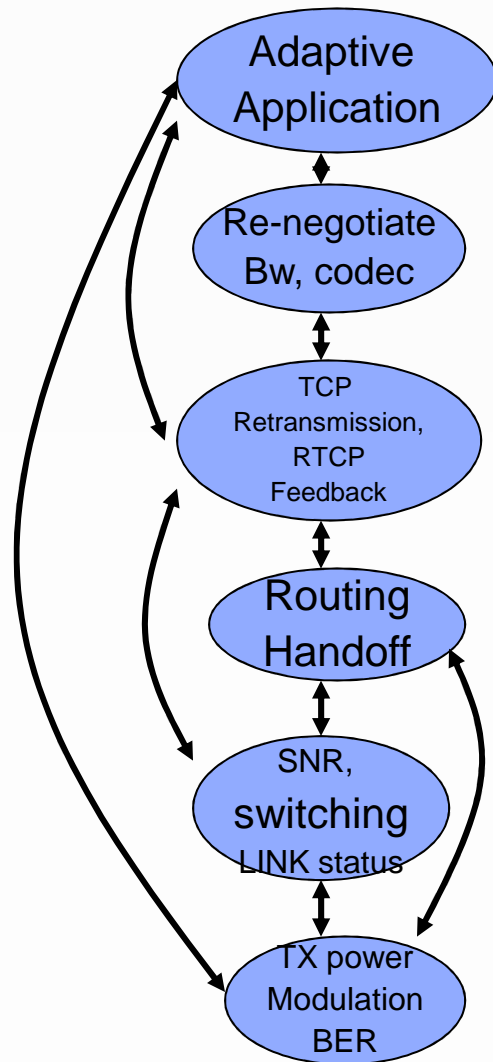 Adaptive
Application
Re-negotiate
Bw, codec
TCP
Retransmission,
RTCP
Feedback
Routing
Handoff
SNR,
switching
LINK status
TX power
Modulation
BER